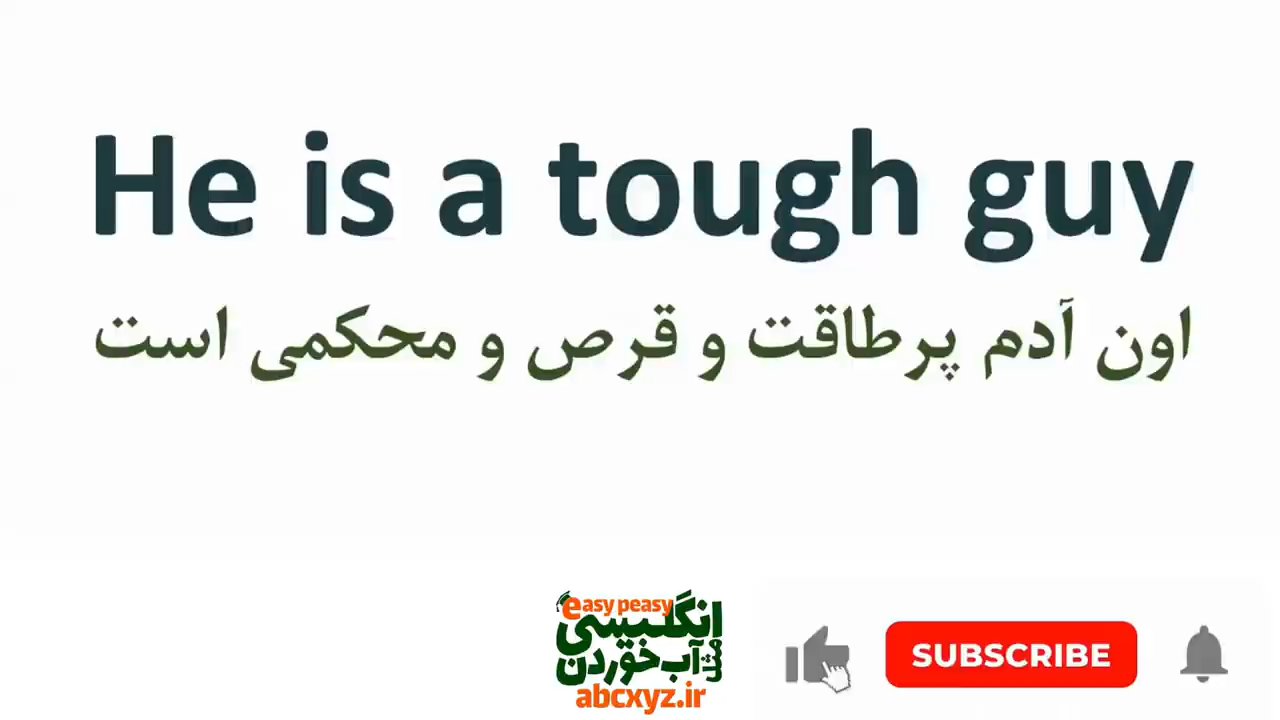 He is a tough guy
اون آدم پرطاقت و قرص و محکمی است
easy peasy
انگلیسی
مثل آب خوردن
abcxyz.ir
SUBSCRIBE